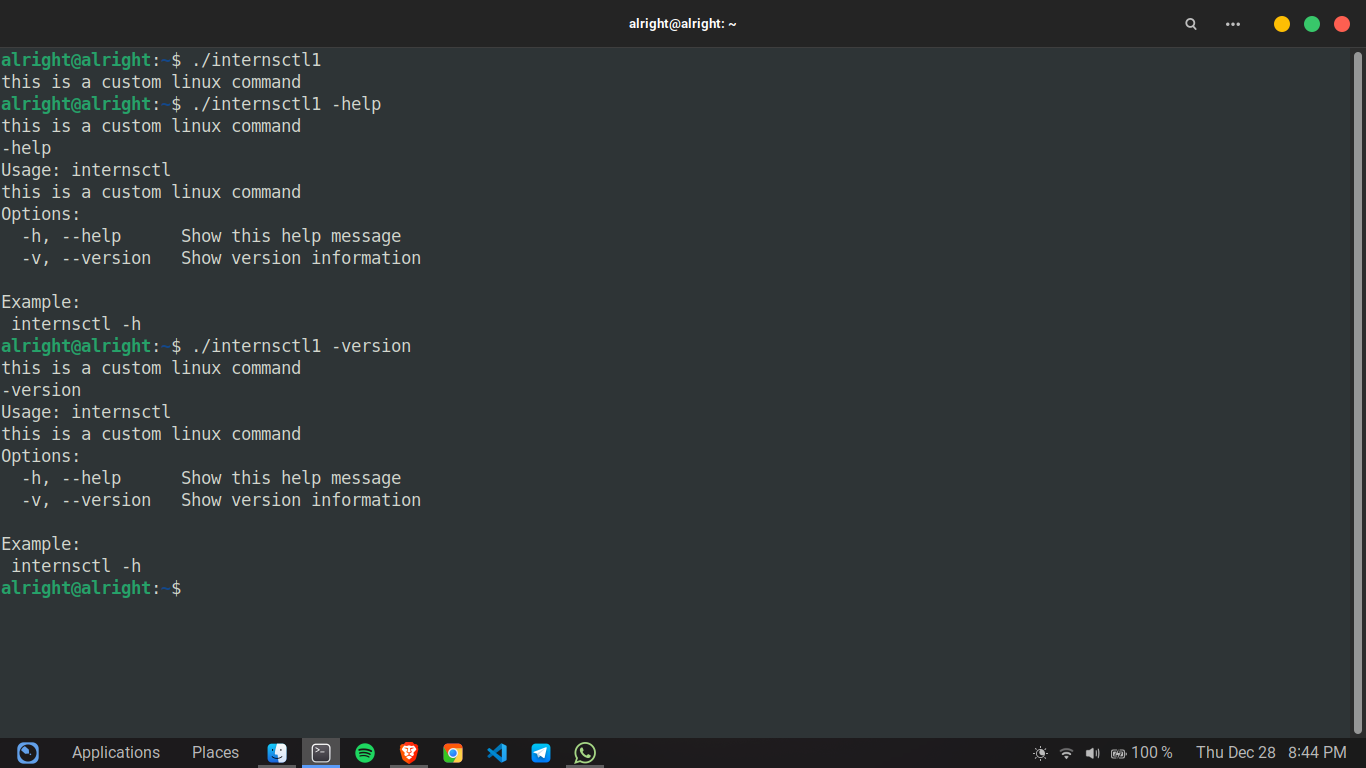 alright@alright: ~
alright@alright:~$ ./internsctl1
this is a custom linux command
alright@alright:~$ ./internsctl1 -help
this is a custom linux command
-help
Usage: internsctl
this is a custom linux command
Options:
  -h, --help      Show this help message
  -v, --version   Show version information

Example:
 internsctl -h
alright@alright:~$ ./internsctl1 -version
this is a custom linux command
-version
Usage: internsctl
this is a custom linux command
Options:
  -h, --help      Show this help message
  -v, --version   Show version information

Example:
 internsctl -h
alright@alright:~$
Applications Places 100 % Thu Dec 28 8:44 PM